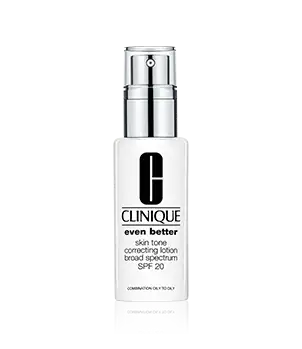 C
CLINIQUE
even better
skin tone
correcting lotion
broad spectrum
SPF 20
COMBINATION OILY TO OILY